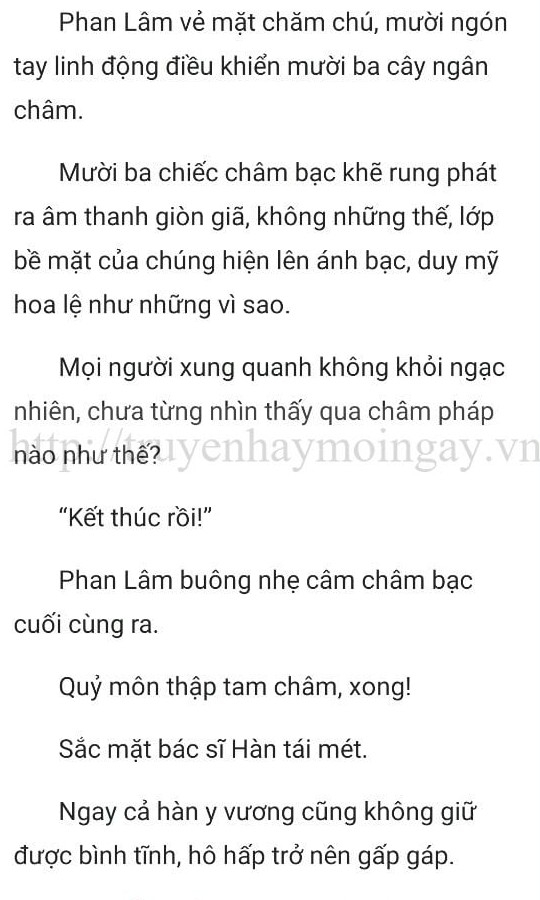 Phan Lâm vẻ mặt chăm chú, mười ngón
tay linh động điều khiển mười ba cây ngân
châm.
Mười ba chiếc châm bạc khẽ rung phát
ra âm thanh giòn giã, không những thế, lớp
bề mặt của chúng hiện lên ánh bạc, duy mỹ
hoa lệ như những vì sao.
Mọi người xung quanh không khỏi ngạc
nhiên, chưa từng nhìn thấy qua châm pháp
http://truyenhaymoingay.vn
nào như thế?
“Kết thúc rồi!”
Phan Lâm buông nhẹ câm châm bạc
cuối cùng ra.
Quỷ môn thập tam châm, xong!
Sắc mặt bác sĩ Hàn tái mét.
Ngay cả hàn y vương cũng không giữ
được bình tĩnh, hô hấp trở nên gấp gáp.